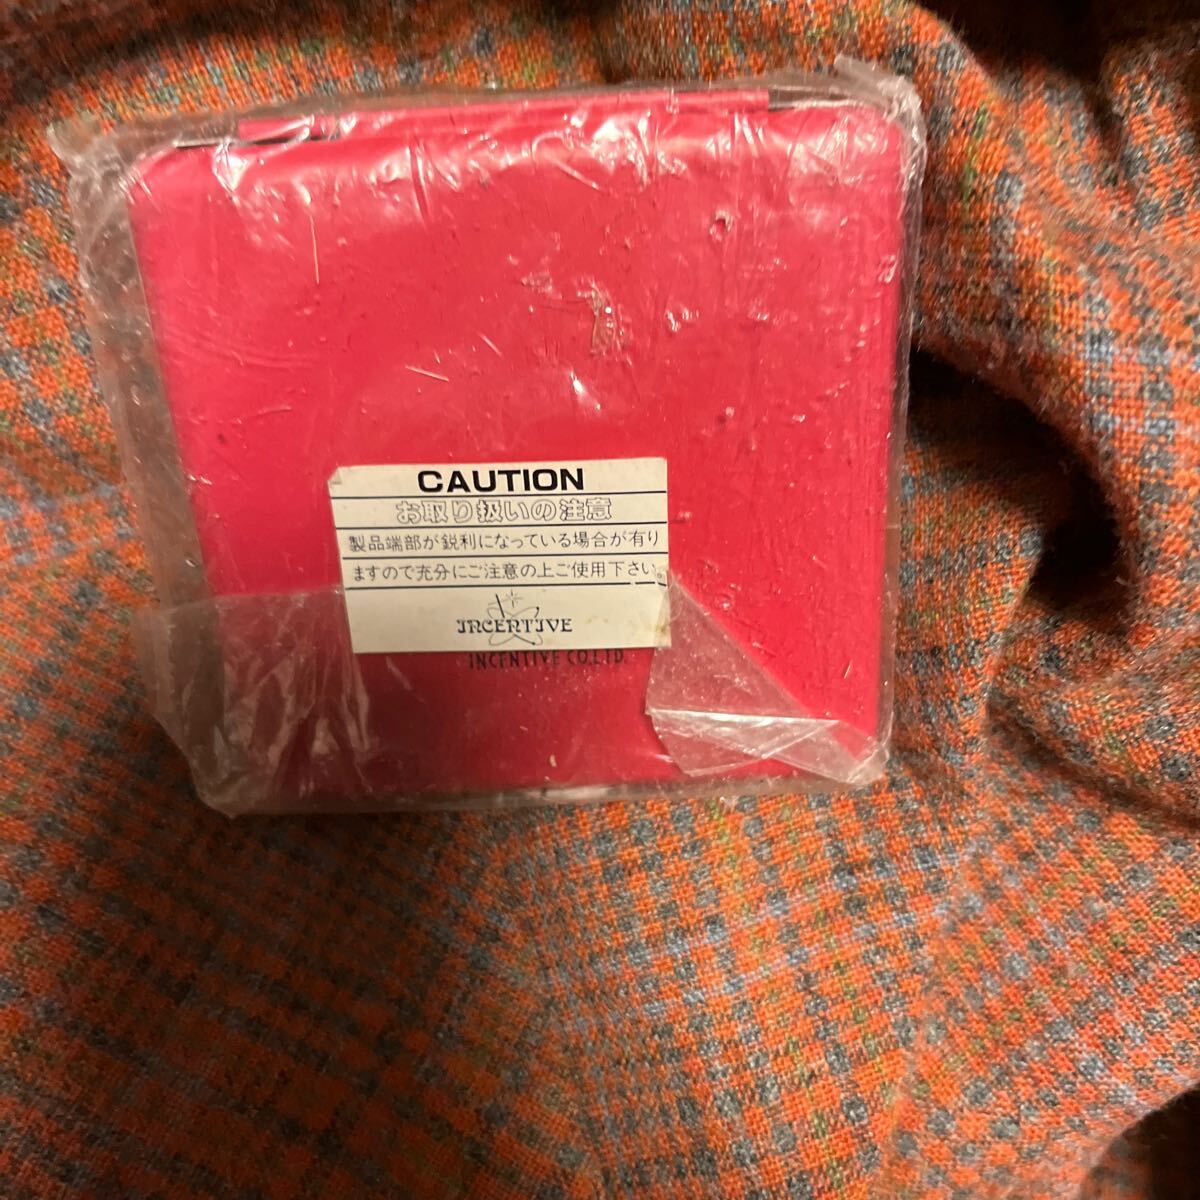 CAUTION
お取り扱いの注意
製品端部が鋭利になっている場合が有り
ますので充分にご注意の上ご使用下さい。
INCENTIVE
INCENTIVE CO.LTD.